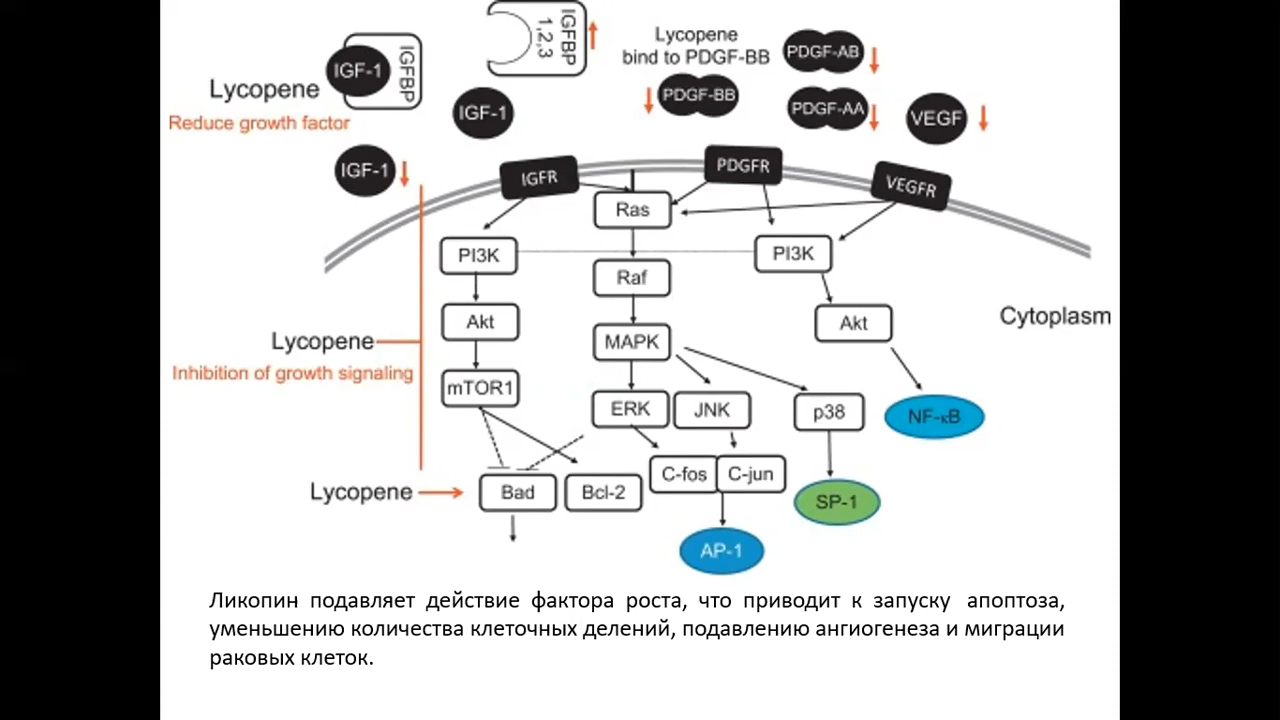 IGF-1
IGFBP
IGFBP
1,2,3
Lycopene
bind to PDGF-BB
PDGF-AB
Lycopene
Reduce growth factor
IGF-1
PDGF-BB
PDGF-AA
VEGF
IGF-1
IGFR
PDGFR
VEGFR
Ras
PI3K
Raf
PI3K
Akt
MAPK
Akt
Cytoplasm
Lycopene
Inhibition of growth signaling
mTOR1
ERK
JNK
p38
NF-κB
Lycopene
Bad
Bcl-2
C-fos
C-jun
SP-1
AP-1
Ликопин подавляет действие фактора роста, что приводит к запуску апоптоза,
уменьшению количества клеточных делений, подавлению ангиогенеза и миграции
раковых клеток.